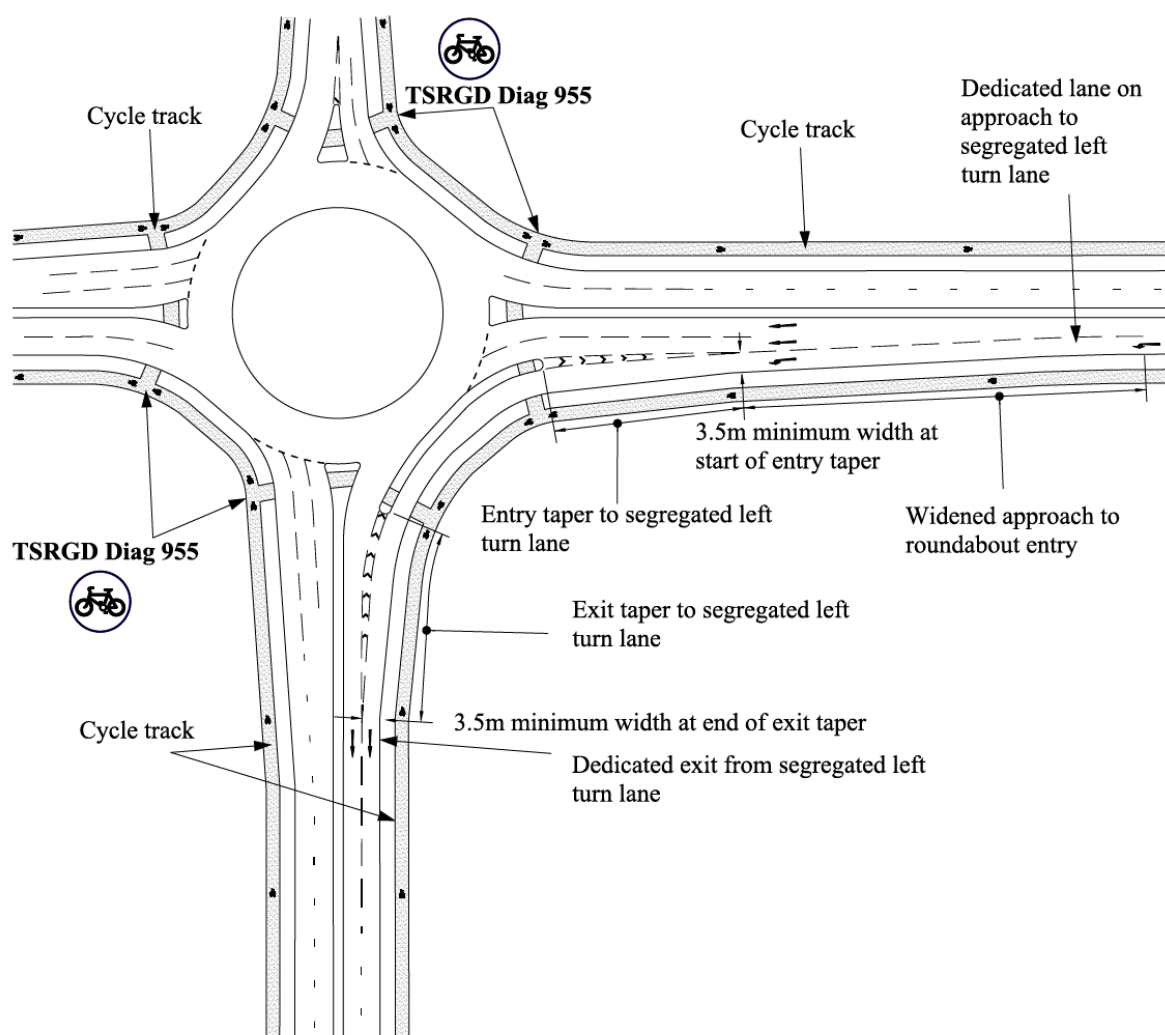 TSRGD Diag 955
Cycle track
Cycle track
Dedicated lane on
approach to
segregated left
turn lane
3.5m minimum width at
start of entry taper
Entry taper to segregated left
turn lane
Widened approach to
roundabout entry
TSRGD Diag 955
Exit taper to segregated left
turn lane
Cycle track
3.5m minimum width at end of exit taper
Dedicated exit from segregated left
turn lane